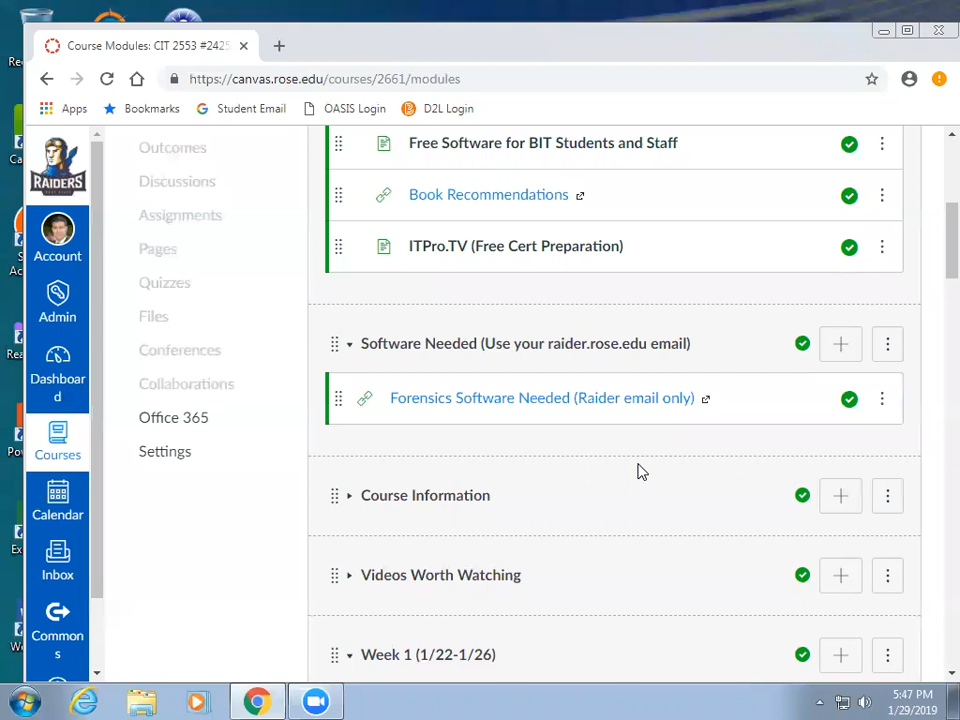 Course Modules: CIT 2553 #2425
https://canvas.rose.edu/courses/2661/modules
Apps
Bookmarks
Student Email
OASIS Login
D2L Login
RAIDERS
Account
Admin
Dashboar
d
Courses
Calendar
Inbox
Common
s
Outcomes
Discussions
Assignments
Pages
Quizzes
Files
Conferences
Collaborations
Office 365
Settings
Free Software for BIT Students and Staff
Book Recommendations
ITPro.TV (Free Cert Preparation)
Software Needed (Use your raider.rose.edu email)
Forensics Software Needed (Raider email only)
Course Information
Videos Worth Watching
Week 1 (1/22-1/26)
5:47 PM
1/29/2019